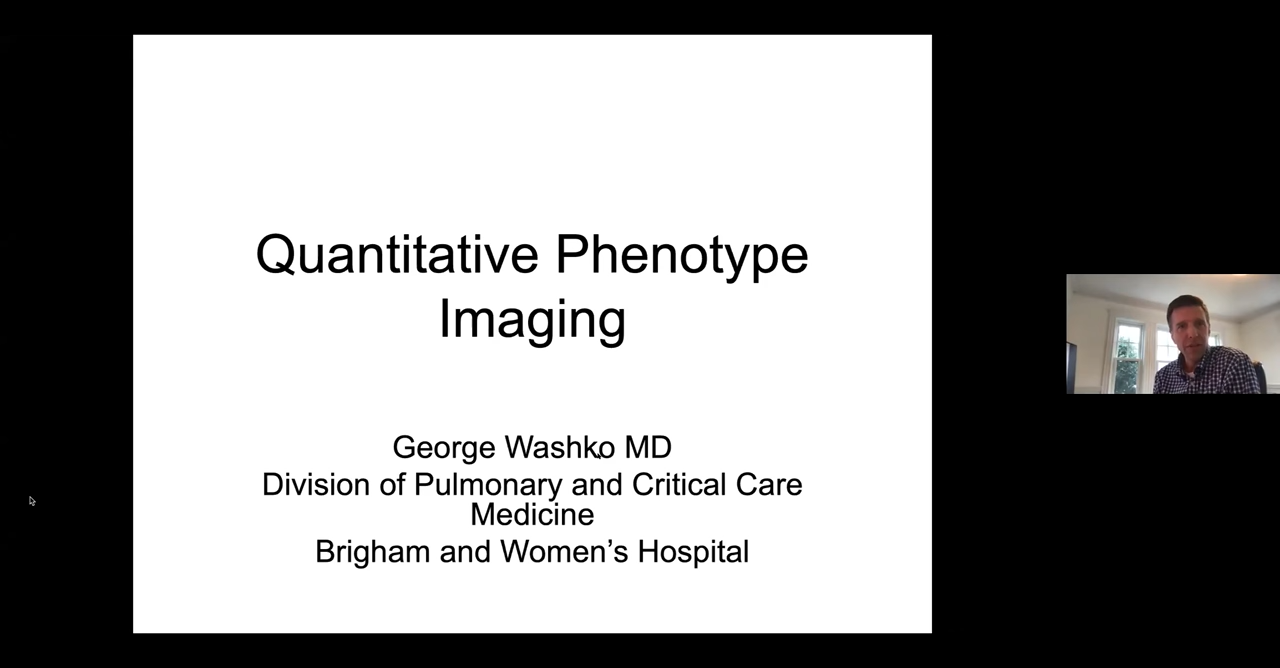 Quantitative Phenotype
Imaging
George Washko MD
Division of Pulmonary and Critical Care
Medicine
Brigham and Women’s Hospital